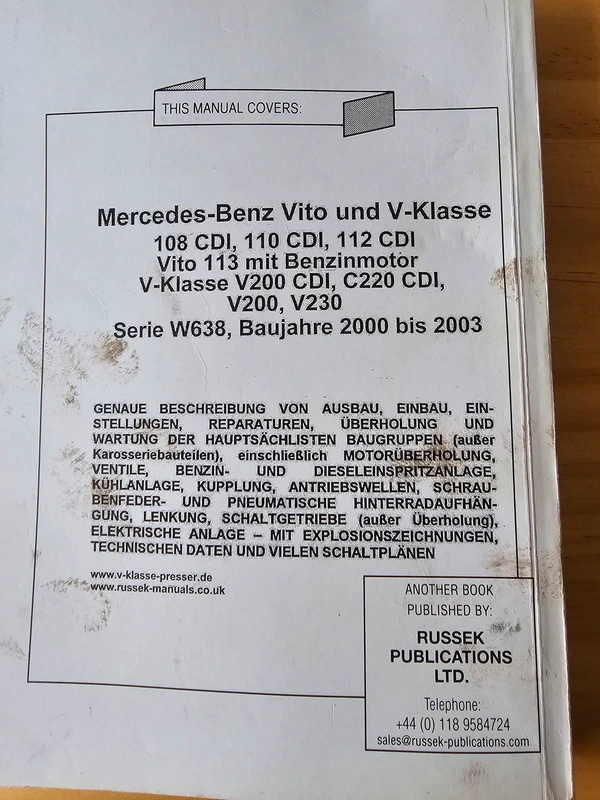 THIS MANUAL COVERS:
Mercedes-Benz Vito und V-Klasse
108 CDI, 110 CDI, 112 CDI
Vito 113 mit Benzinmotor
V-Klasse V200 CDI, C220 CDI,
V200, V230
Serie W638, Baujahre 2000 bis 2003
GENAUE BESCHREIBUNG VON AUSBAU, EINBAU, EIN-
STELLUNGEN, REPARATUREN, ÜBERHOLUNG UND
WARTUNG DER HAUPTSÄCHLISTEN BAUGRUPPEN (außer
Karosseriebauteilen), einschließlich MOTORÜBERHOLUNG,
VENTILE, BENZIN- UND DIESELEINSPRITZANLAGE,
KÜHLANLAGE, KUPPLUNG, ANTRIEBSWELLEN, SCHRAU-
BENFEDER- UND PNEUMATISCHE HINTERRADAUFHÄN-
GUNG, LENKUNG, SCHALTGETRIEBE (außer Überholung),
ELEKTRISCHE ANLAGE – MIT EXPLOSIONSZEICHNUNGEN,
TECHNISCHEN DATEN UND VIELEN SCHALTPLÄNEN
www.v-klasse-presser.de
www.russek-manuals.co.uk
ANOTHER BOOK
PUBLISHED BY:
RUSSEK
PUBLICATIONS
LTD.
Telephone:
+44 (0) 118 9584724
sales@russek-publications.com